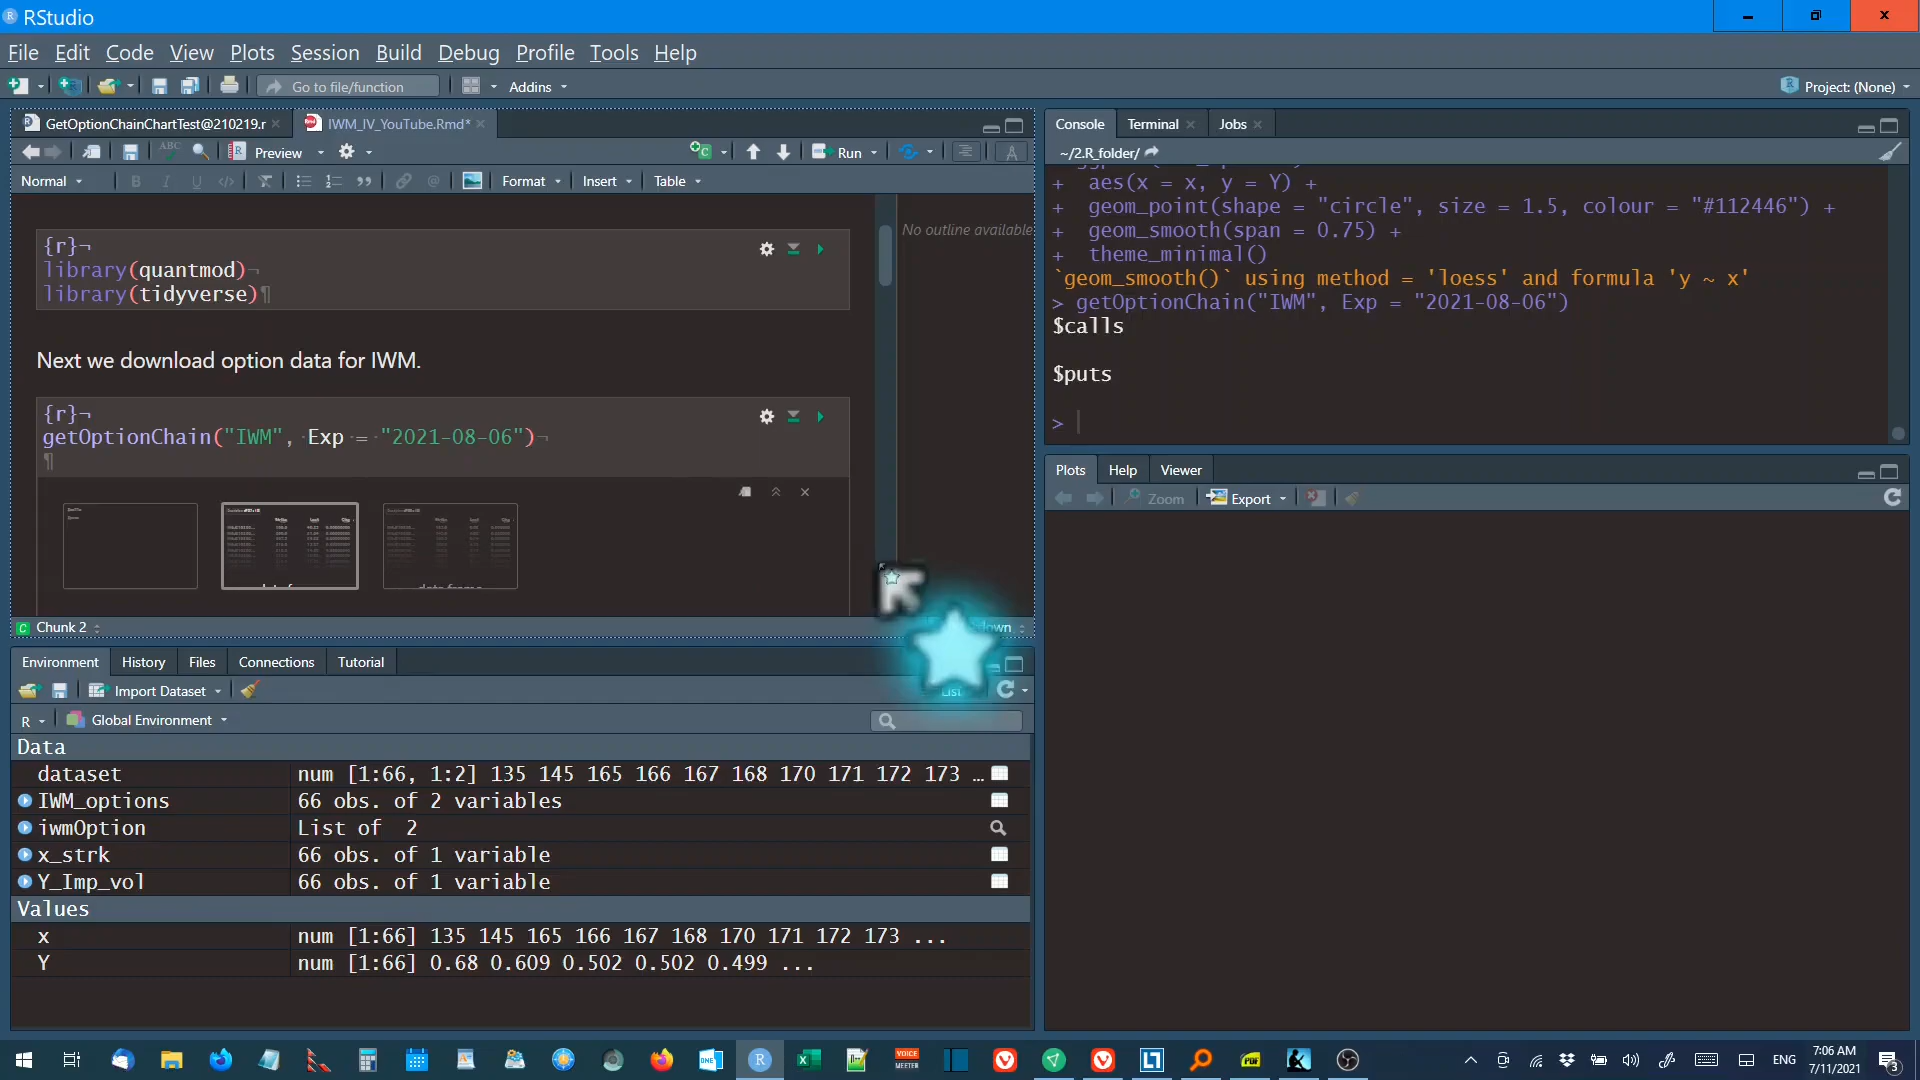 RStudio
File Edit Code View Plots Session Build Debug Profile Tools Help
Go to file/function Addins Project: (None)
GetOptionChainChartTest@210219.r IWM_IV_YouTube.Rmd*
Preview Run
Normal Format Insert Table
No outline available
{r}¬
library(quantmod)¬
library(tidyverse)¶
Next we download option data for IWM.
{r}¬
getOptionChain("IWM", Exp = "2021-08-06")¬
¶
Chunk 2
Console Terminal Jobs
~/2.R_folder/
+ aes(x = x, y = Y) +
+ geom_point(shape = "circle", size = 1.5, colour = "#112446") +
+ geom_smooth(span = 0.75) +
+ theme_minimal()
`geom_smooth()` using method = 'loess' and formula 'y ~ x'
> getOptionChain("IWM", Exp = "2021-08-06")
$calls
$puts
>
Plots Help Viewer
Zoom Export
Environment History Files Connections Tutorial
Import Dataset List
R Global Environment
Data
dataset num [1:66, 1:2] 135 145 165 166 167 168 170 171 172 173 …
IWM_options 66 obs. of 2 variables
iwmOption List of 2
x_strk 66 obs. of 1 variable
Y_Imp_vol 66 obs. of 1 variable
Values
x num [1:66] 135 145 165 166 167 168 170 171 172 173 ...
Y num [1:66] 0.68 0.609 0.502 0.502 0.499 ...
ENG 7:06 AM
7/11/2021